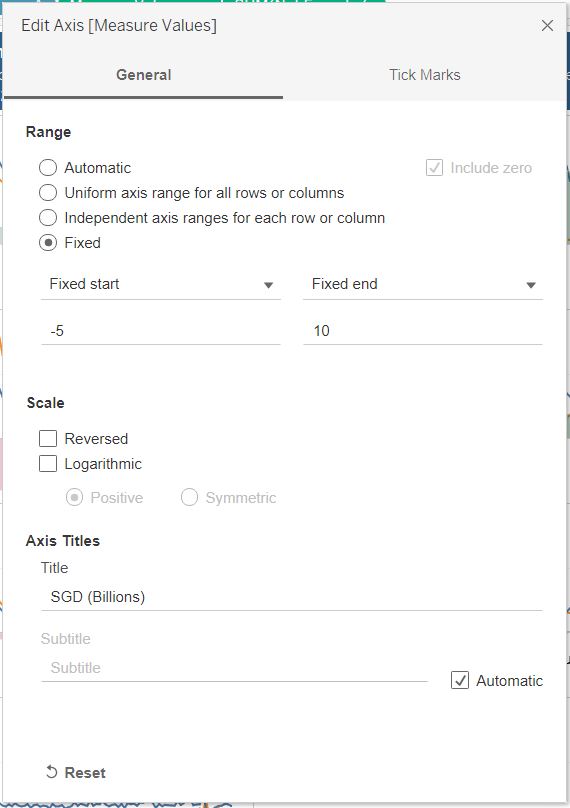 Edit Axis [Measure Values]
General
Tick Marks
Range
Automatic
Include zero
Uniform axis range for all rows or columns
Independent axis ranges for each row or column
Fixed
Fixed start
Fixed end
-5
10
Scale
Reversed
Logarithmic
Positive
Symmetric
Axis Titles
Title
SGD (Billions)
Subtitle
Subtitle
Automatic
Reset